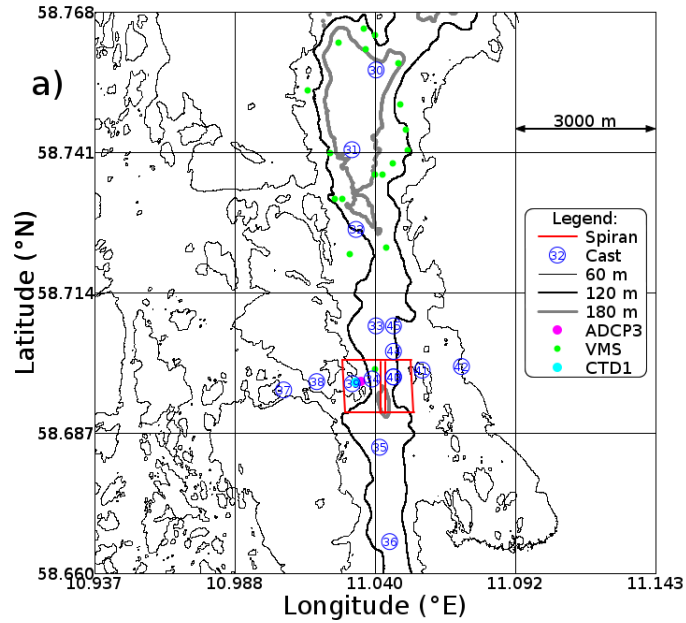 58.768
a)
30
3000 m
31
58.741
Legend:
Spiran
32
Cast
60 m
120 m
180 m
ADCP3
VMS
CTD1
32
58.714
33
45
44
41
42
38
37
58.687
35
36
58.660
10.937
10.988
11.040
11.092
11.143
Latitude (°N)
Longitude (°E)